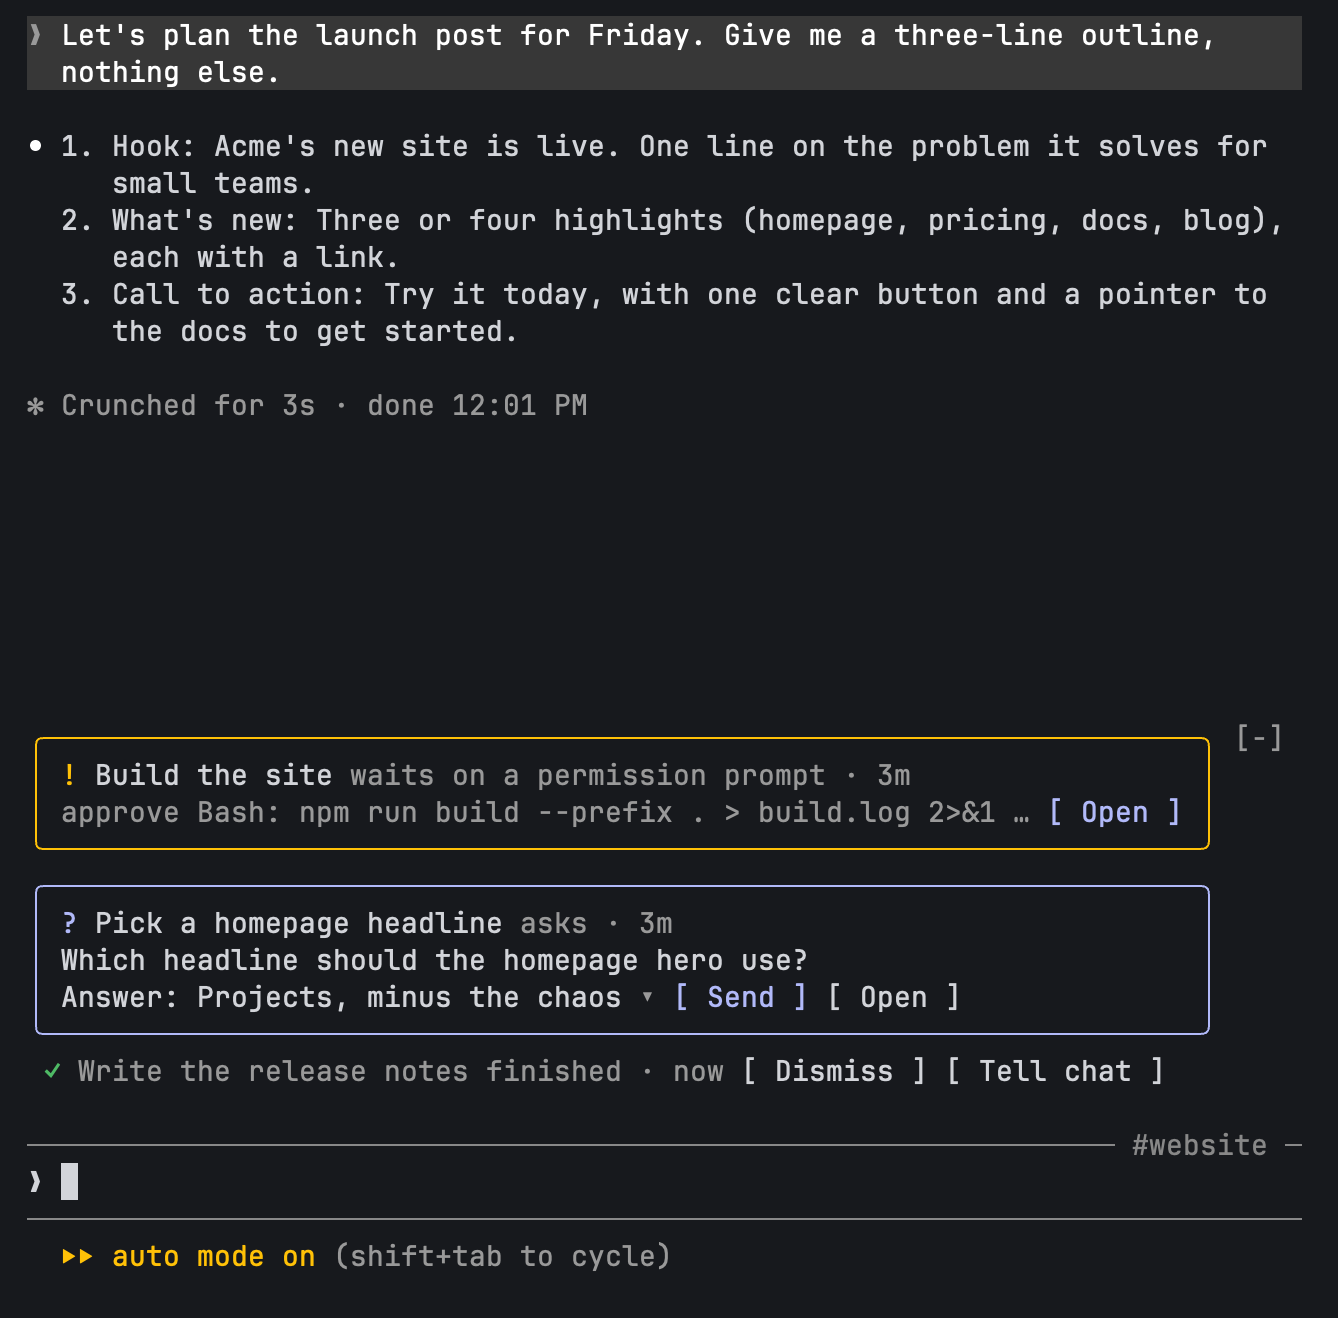 ❫ Let's plan the launch post for Friday. Give me a three-line outline,
nothing else.
● 1. Hook: Acme's new site is live. One line on the problem it solves for
small teams.
2. What's new: Three or four highlights (homepage, pricing, docs, blog),
each with a link.
3. Call to action: Try it today, with one clear button and a pointer to
the docs to get started.
✻ Crunched for 3s · done 12:01 PM
[-]
! Build the site waits on a permission prompt · 3m
approve Bash: npm run build --prefix . > build.log 2>&1 … [ Open ]
? Pick a homepage headline asks · 3m
Which headline should the homepage hero use?
Answer: Projects, minus the chaos ▾ [ Send ] [ Open ]
✓ Write the release notes finished · now [ Dismiss ] [ Tell chat ]
#website
❫
▶▶ auto mode on (shift+tab to cycle)